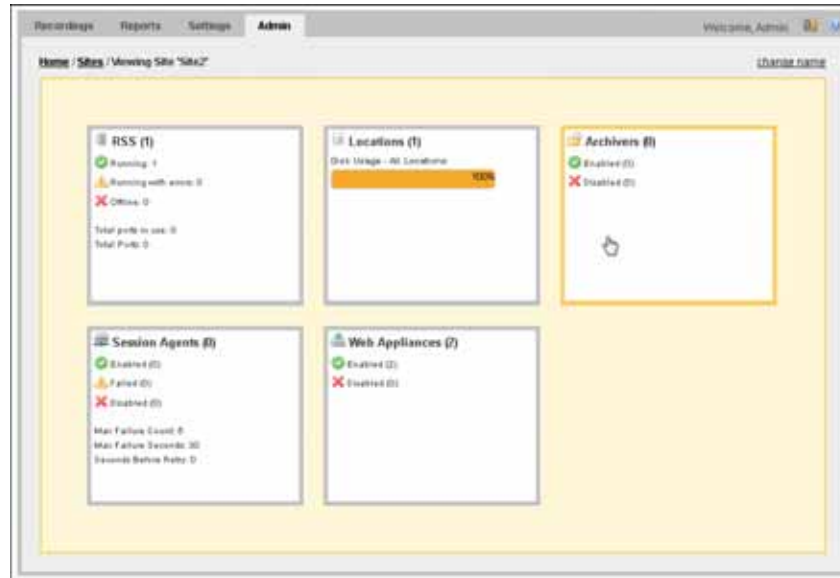 Recordings Reports Settings Admin
Welcome, Admin
Home / Sites / Viewing Site 'Site2'
change name
RSS (1)
Running: 1
Running with errors: 0
Offline: 0
Total ports in use: 0
Total Ports: 0
Locations (1)
Disk Usage - All Locations
100%
Archivers (0)
Enabled (0)
Disabled (0)
Session Agents (0)
Enabled (0)
Failed (0)
Disabled (0)
Max Failure Count: 6
Max Failure Seconds: 30
Seconds Before Retry: 0
Web Appliances (2)
Enabled (2)
Disabled (0)